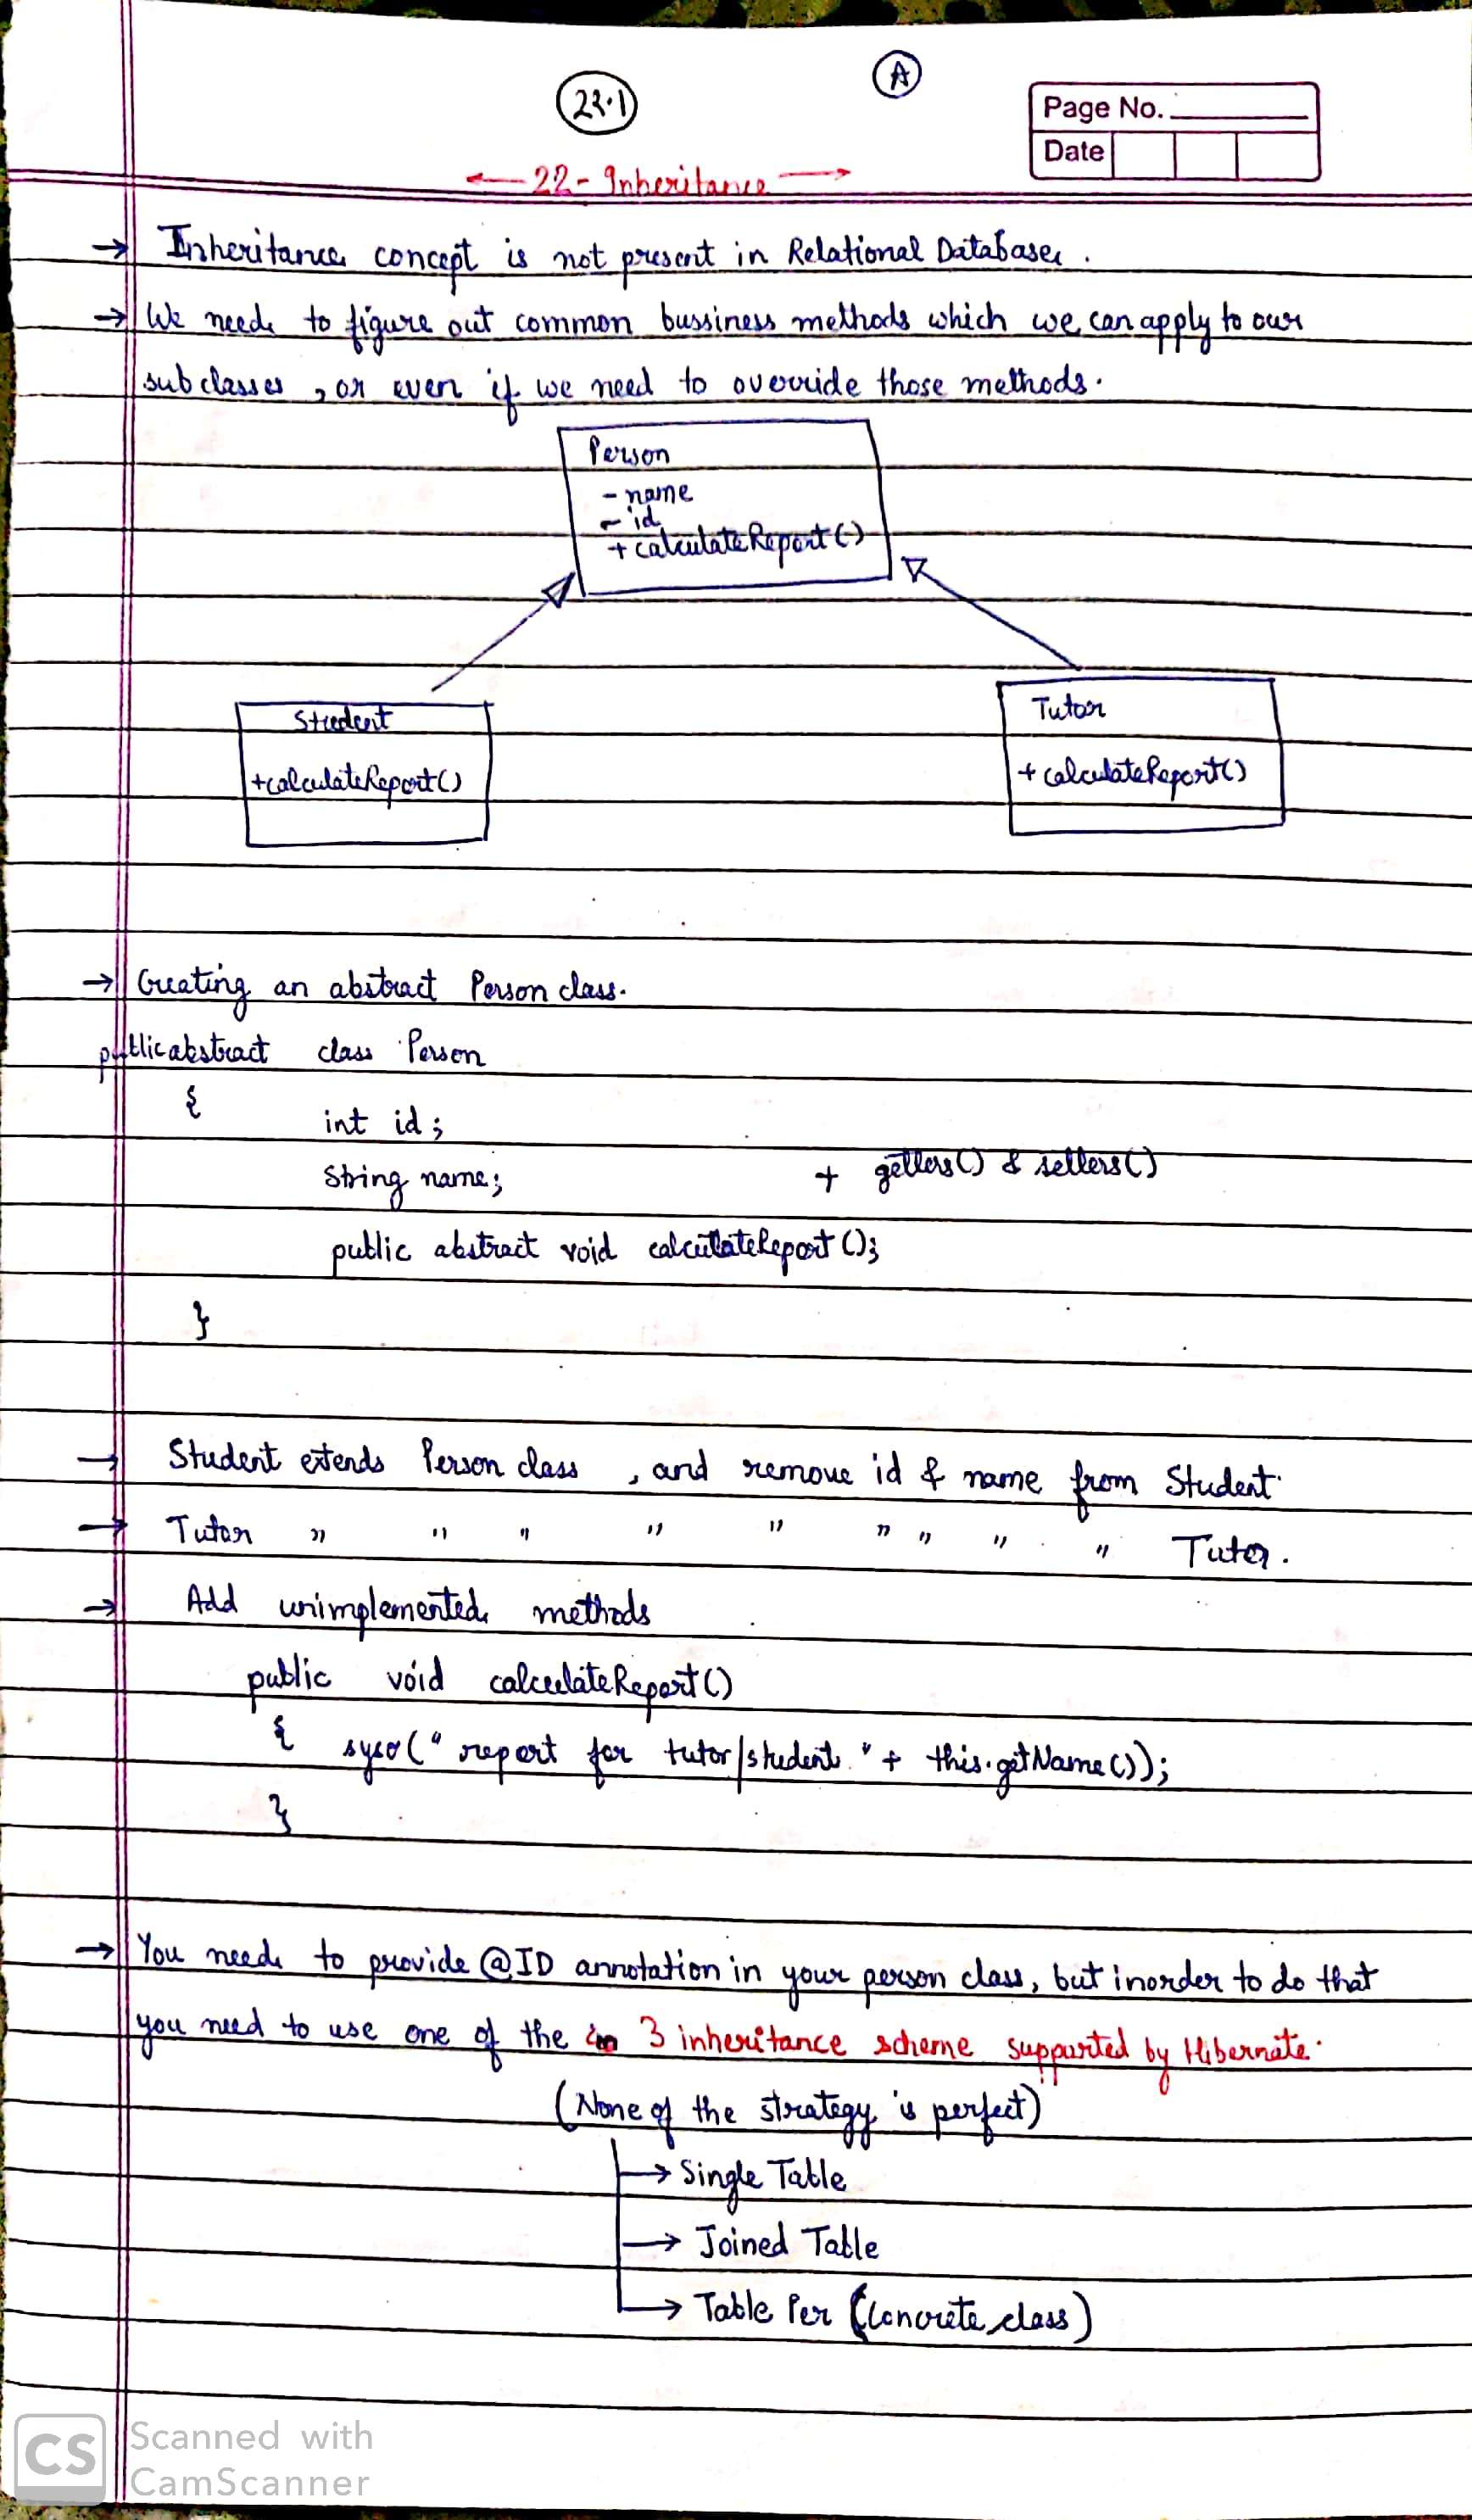 22.1
A
Page No.
Date
22 - Inheritance
→ Inheritance concept is not present in Relational Database.
→ We need to figure out common bussiness methods which we can apply to our
subclasses, or even if we need to override those methods.
Person
- name
- id
+ calculateReport()
Student
+calculateReport()
Tutor
+ calculateReport()
→ Creating an abstract Person class.
public abstract class Person
{
int id;
String name; + getters() & setters()
public abstract void calculateReport();
}
→ Student extends Person class, and remove id & name from Student
→ Tutor " " " " " " " " " Tutor.
→ Add unimplemented methods
public void calculateReport()
{ syso(" report for tutor/student " + this.getName());
}
→ You need to provide @ID annotation in your person class, but inorder to do that
you need to use one of the 3 inheritance scheme supported by Hibernate.
(None of the strategy is perfect)
→ Single Table
→ Joined Table
→ Table Per (Concrete class)
CS Scanned with
CamScanner